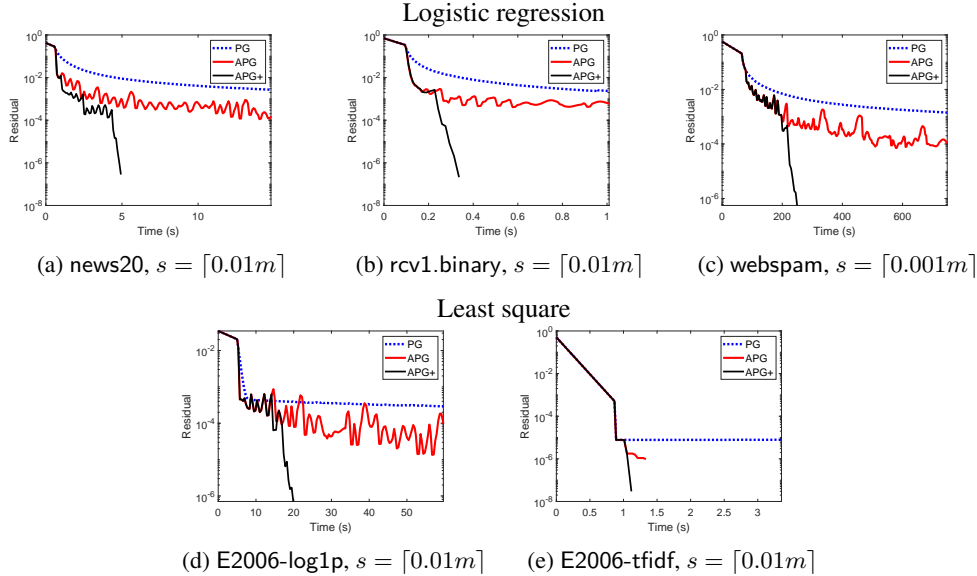 Logistic regression
10^0
10^-2
10^-4
10^-6
10^-8
Residual
PG
APG
APG+
0 5 10
Time (s)
(a) news20, s = ⌈0.01m⌉
10^0
10^-2
10^-4
10^-6
10^-8
Residual
PG
APG
APG+
0 0.2 0.4 0.6 0.8 1
Time (s)
(b) rcv1.binary, s = ⌈0.01m⌉
10^0
10^-2
10^-4
10^-6
Residual
PG
APG
APG+
0 200 400 600
Time (s)
(c) webspam, s = ⌈0.001m⌉
Least square
10^-2
10^-4
10^-6
Residual
PG
APG
APG+
0 10 20 30 40 50
Time (s)
(d) E2006-log1p, s = ⌈0.01m⌉
10^0
10^-2
10^-4
10^-6
10^-8
Residual
PG
APG
APG+
0 0.5 1 1.5 2 2.5 3
Time (s)
(e) E2006-tfidf, s = ⌈0.01m⌉